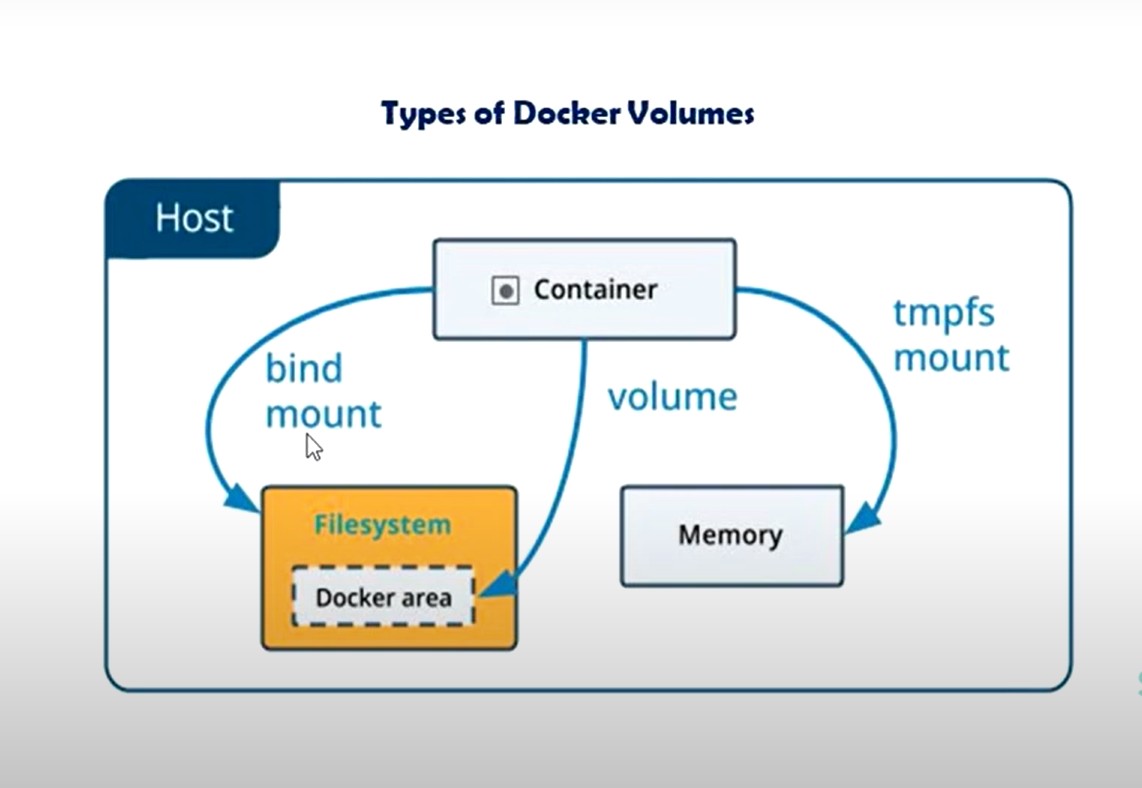 Types of Docker Volumes
Host
Container
bind
mount
volume
tmpfs
mount
Filesystem
Docker area
Memory